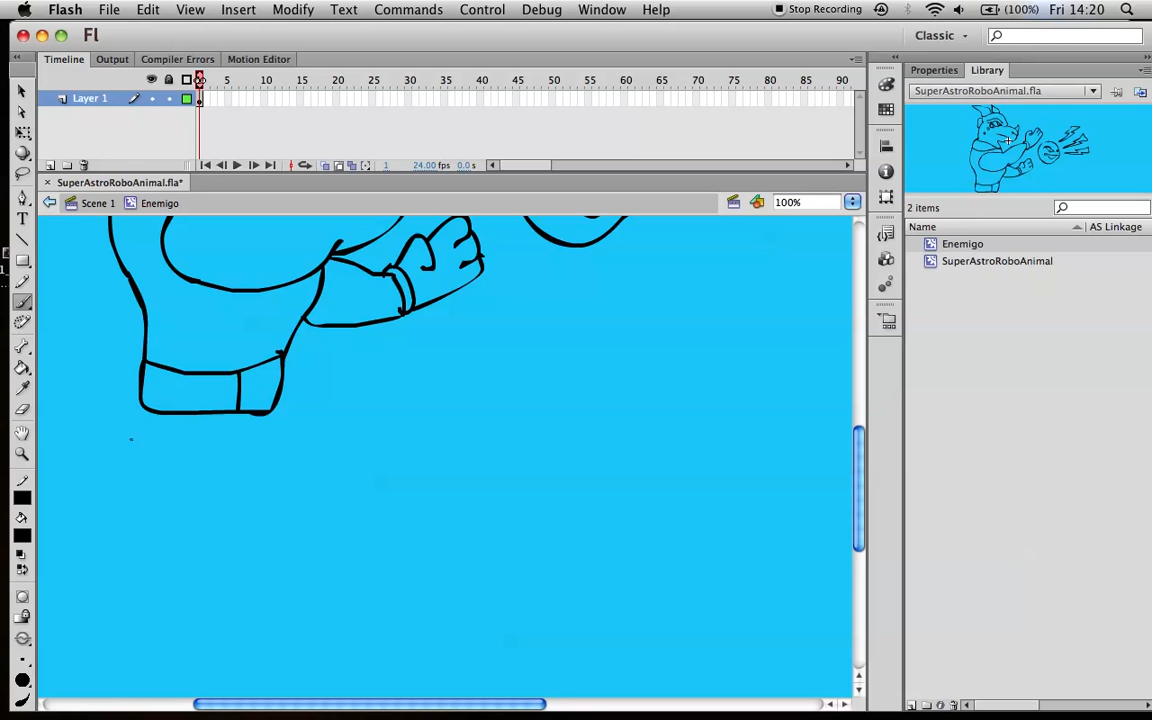 Flash File Edit View Insert Modify Text Commands Control Debug Window Help Stop Recording (100%) Fri 14:20
Fl Classic
Timeline Output Compiler Errors Motion Editor
Properties Library
5 10 15 20 25 30 35 40 45 50 55 60 65 70 75 80 85 90
Layer 1
SuperAstroRoboAnimal.fla
1 24.00 fps 0.0 s
SuperAstroRoboAnimal.fla*
Scene 1 Enemigo 100%
2 items
Name AS Linkage
Enemigo
SuperAstroRoboAnimal